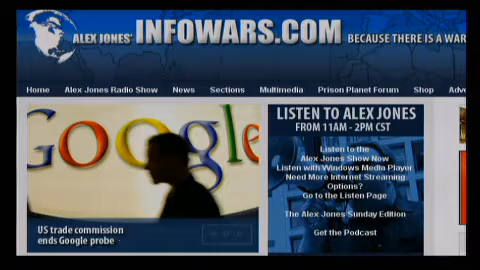 ALEX JONES' INFOWARS.COM BECAUSE THERE IS A WAR
Home Alex Jones Radio Show News Sections Multimedia Prison Planet Forum Shop Adve
Google
LISTEN TO ALEX JONES
FROM 11AM - 2PM CST
Listen to the
Alex Jones Show Now
Listen with Windows Media Player
Need More Internet Streaming
Options?
Go to the Listen Page
The Alex Jones Sunday Edition
Get the Podcast
US trade commission
ends Google probe